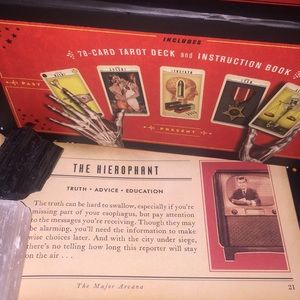 INCLUDES
78-CARD TAROT DECK and INSTRUCTION BOOK
PAST
PRESENT
THE HIEROPHANT
TRUTH • ADVICE • EDUCATION
The truth can be hard to swallow, especially if you're
missing part of your esophagus, but pay attention
to the messages you're receiving. Though they may
be alarming, you'll need the information to make
wise choices later. And with the city under siege,
there's no telling how long this reporter will stay
on the air . . .
The Major Arcana
21